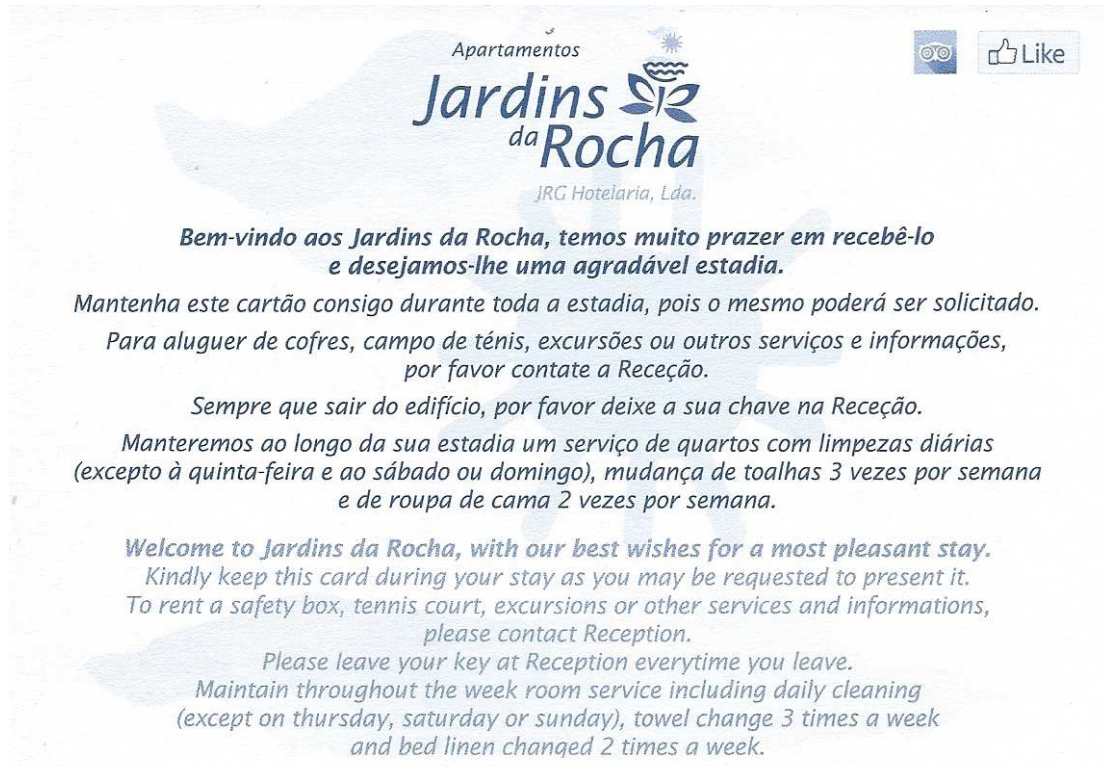 Apartamentos
Jardins
da Rocha
JRG Hotelaria, Lda.
Like
Bem-vindo aos Jardins da Rocha, temos muito prazer em recebê-lo
e desejamos-lhe uma agradável estadia.
Mantenha este cartão consigo durante toda a estadia, pois o mesmo poderá ser solicitado.
Para aluguer de cofres, campo de ténis, excursões ou outros serviços e informações,
por favor contate a Receção.
Sempre que sair do edifício, por favor deixe a sua chave na Receção.
Manteremos ao longo da sua estadia um serviço de quartos com limpezas diárias
(excepto à quinta-feira e ao sábado ou domingo), mudança de toalhas 3 vezes por semana
e de roupa de cama 2 vezes por semana.
Welcome to Jardins da Rocha, with our best wishes for a most pleasant stay.
Kindly keep this card during your stay as you may be requested to present it.
To rent a safety box, tennis court, excursions or other services and informations,
please contact Reception.
Please leave your key at Reception everytime you leave.
Maintain throughout the week room service including daily cleaning
(except on thursday, saturday or sunday), towel change 3 times a week
and bed linen changed 2 times a week.